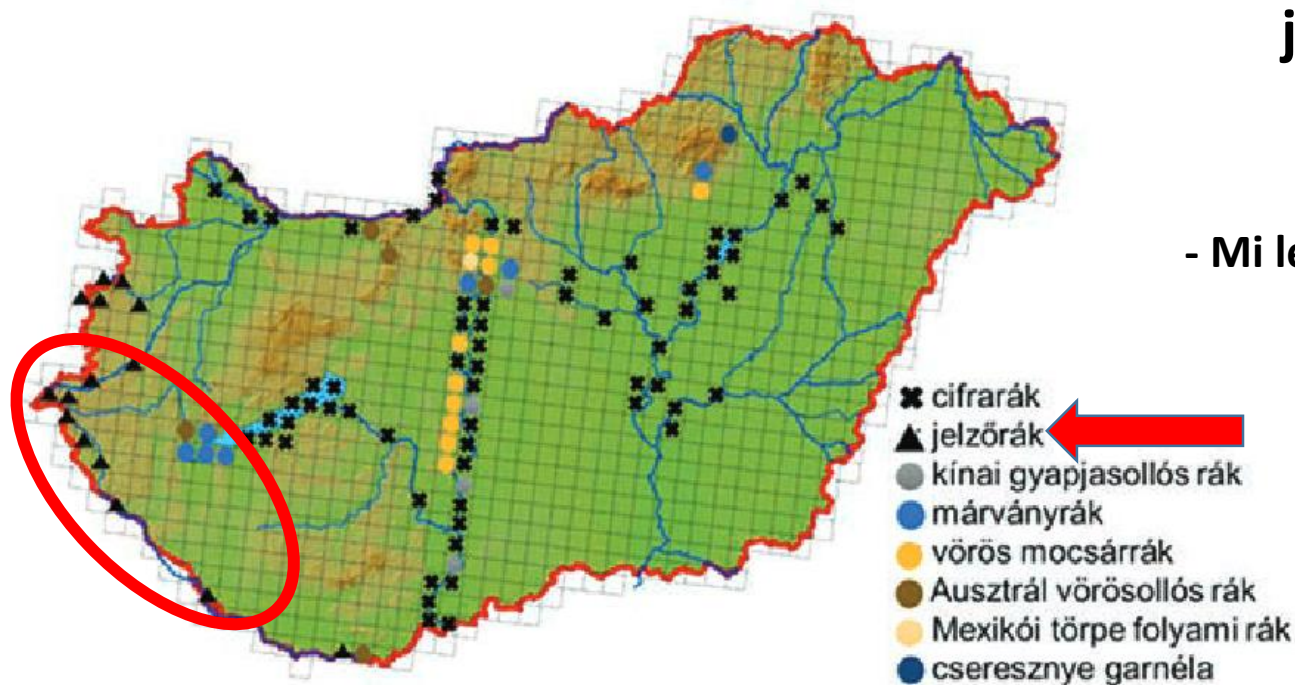 j
- Mi le
cifrarák
jelzőrák
kínai gyapjasollós rák
márványrák
vörös mocsárrák
Ausztrál vörösollós rák
Mexikói törpe folyami rák
cseresznye garnéla